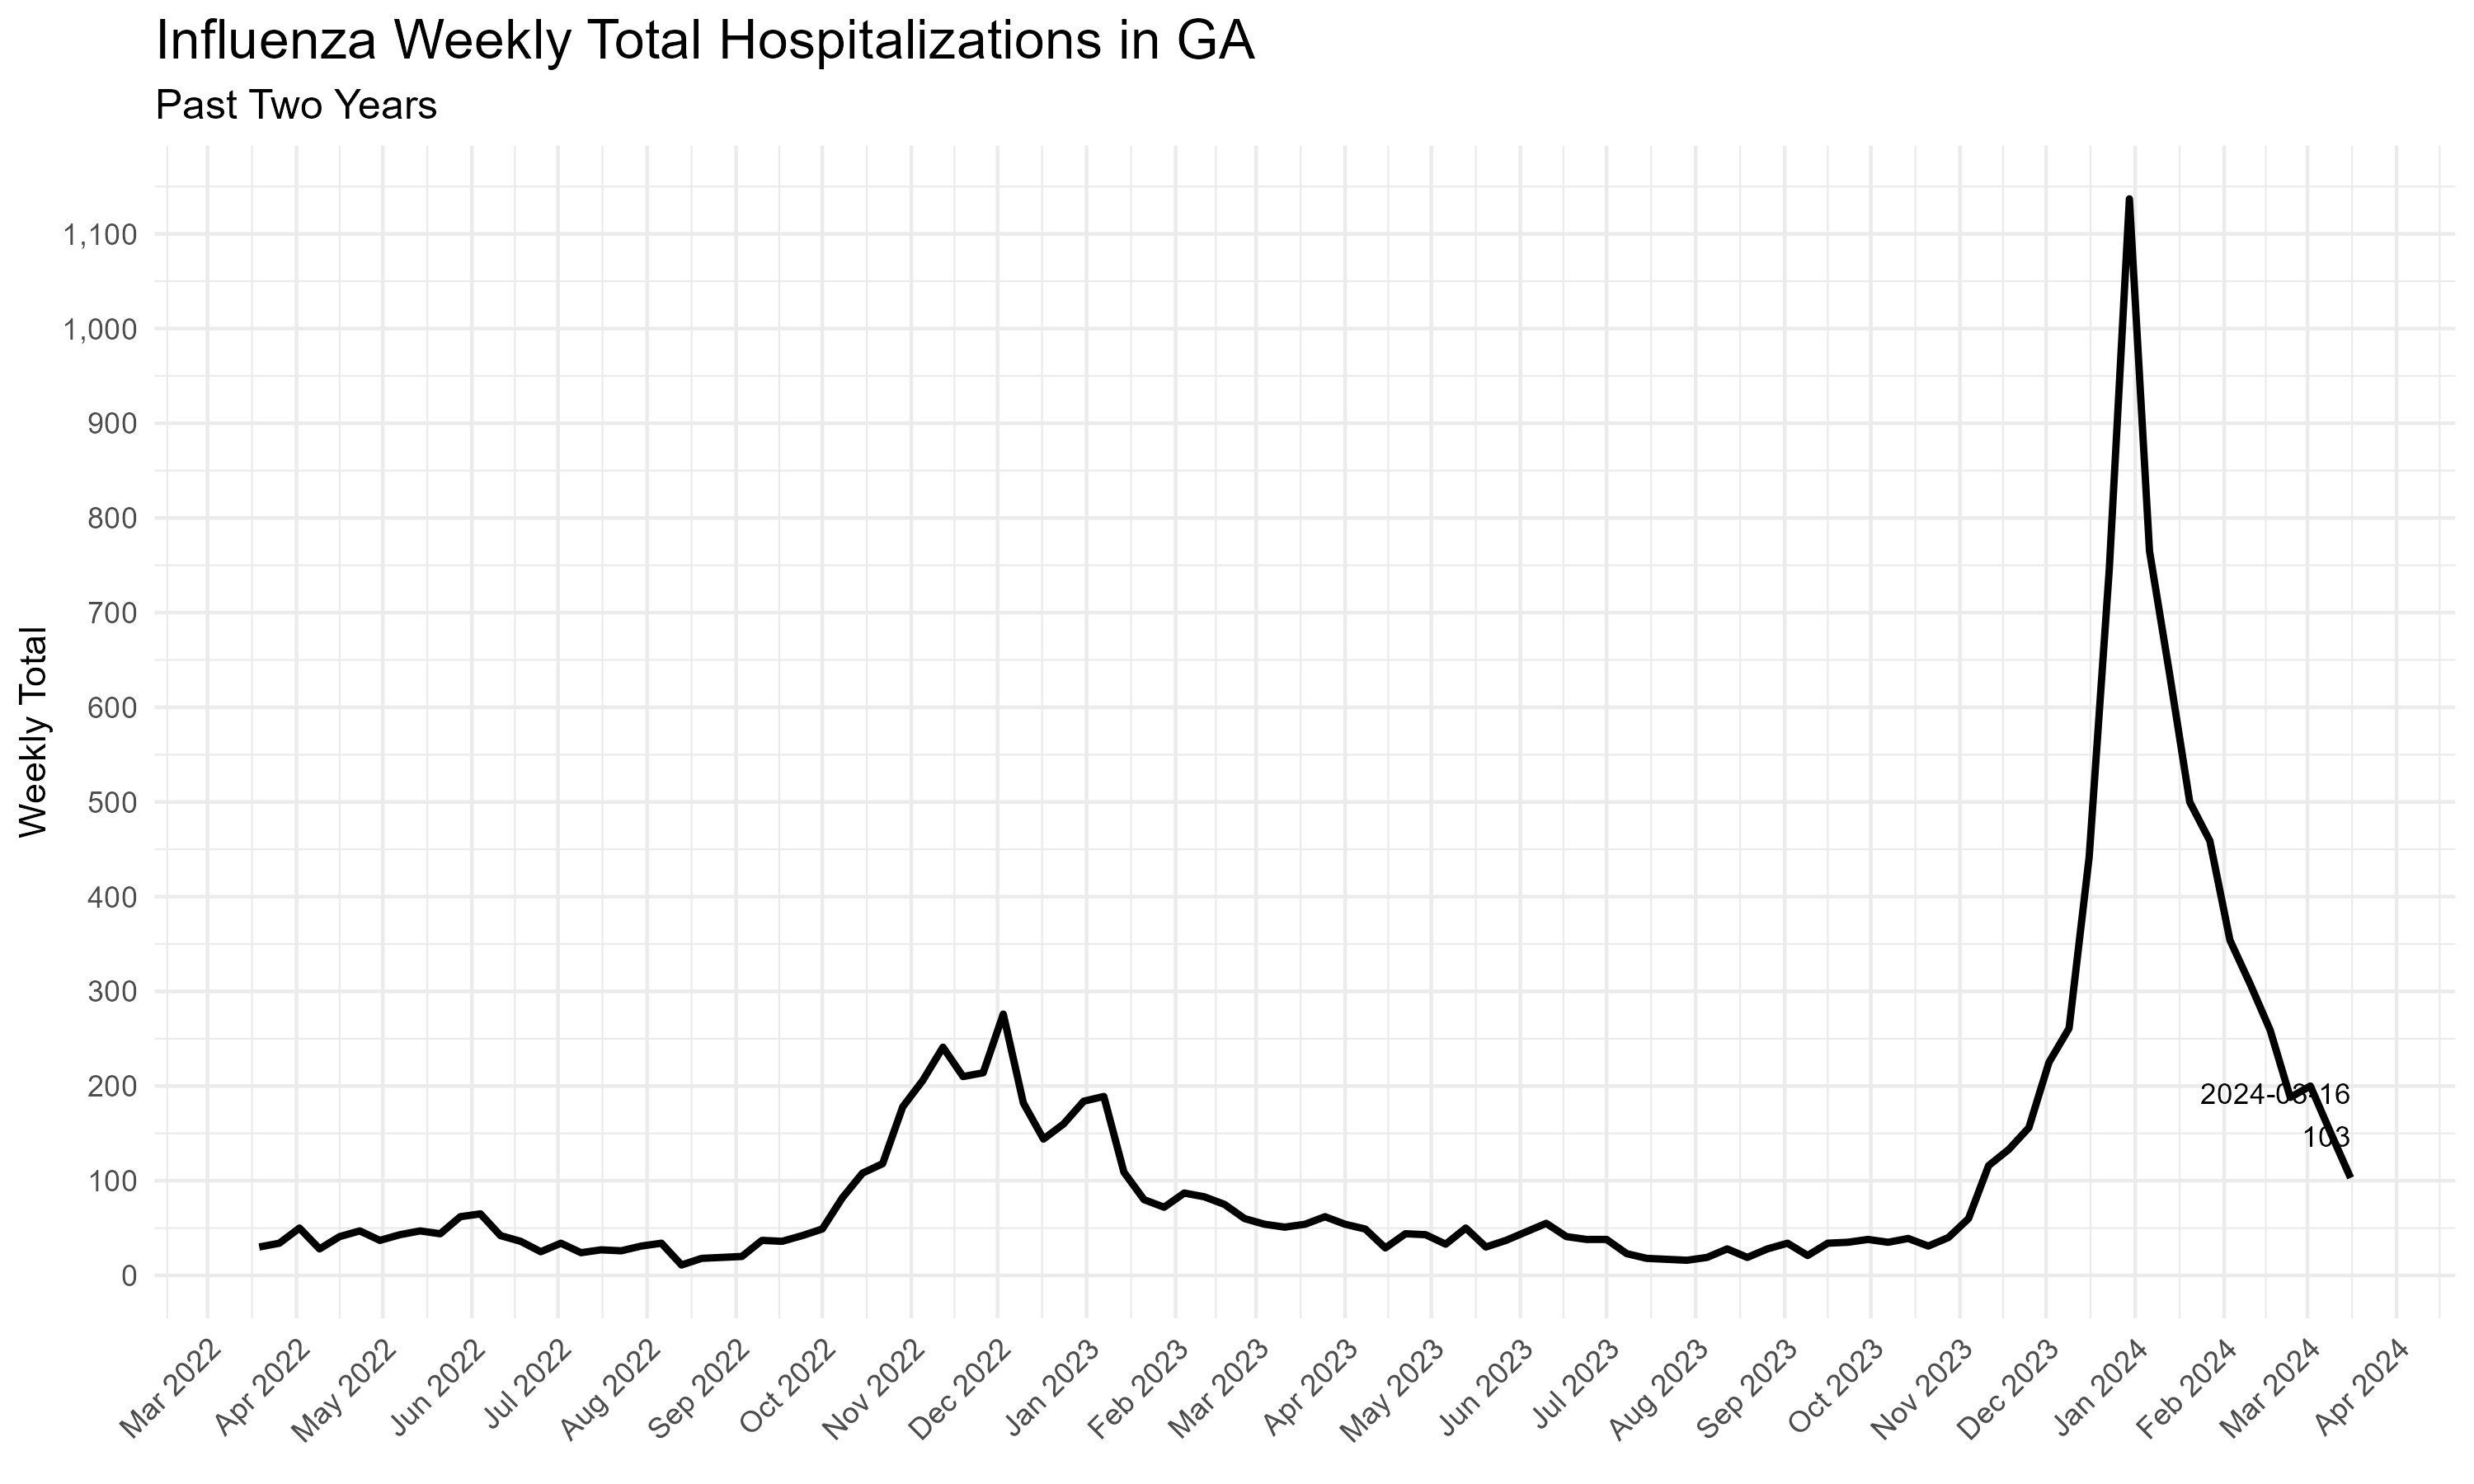 Influenza Weekly Total Hospitalizations in GA
Past Two Years
Weekly Total
1,100
1,000
900
800
700
600
500
400
300
200
100
0
2024-03-16
103
Mar 2022
Apr 2022
May 2022
Jun 2022
Jul 2022
Aug 2022
Sep 2022
Oct 2022
Nov 2022
Dec 2022
Jan 2023
Feb 2023
Mar 2023
Apr 2023
May 2023
Jun 2023
Jul 2023
Aug 2023
Sep 2023
Oct 2023
Nov 2023
Dec 2023
Jan 2024
Feb 2024
Mar 2024
Apr 2024